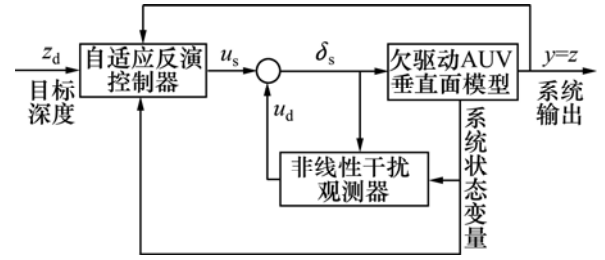 z_d
目标
深度
自适应反演
控制器
u_s
u_d
δ_s
欠驱动AUV
垂直面模型
y=z
系统
输出
非线性干扰
观测器
系统状态变量